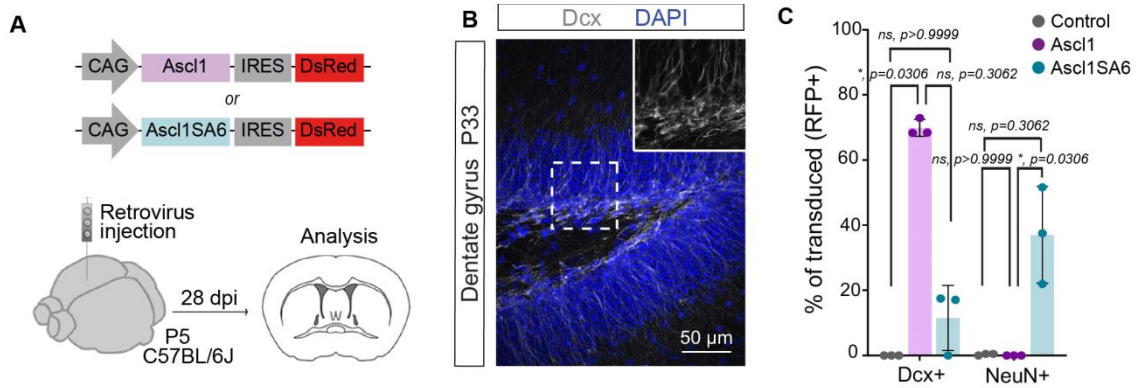 A
CAG Ascl1 IRES DsRed
or
CAG Ascl1SA6 IRES DsRed
Retrovirus
injection
28 dpi
P5
C57BL/6J
Analysis
B
Dcx DAPI
Dentate gyrus P33
50 µm
C
Control
Ascl1
Ascl1SA6
% of transduced (RFP+)
100
80
60
40
20
0
ns, p>0.9999
*, p=0.0306 ns, p=0.3062
ns, p=0.3062
ns, p>0.9999 *, p=0.0306
Dcx+ NeuN+